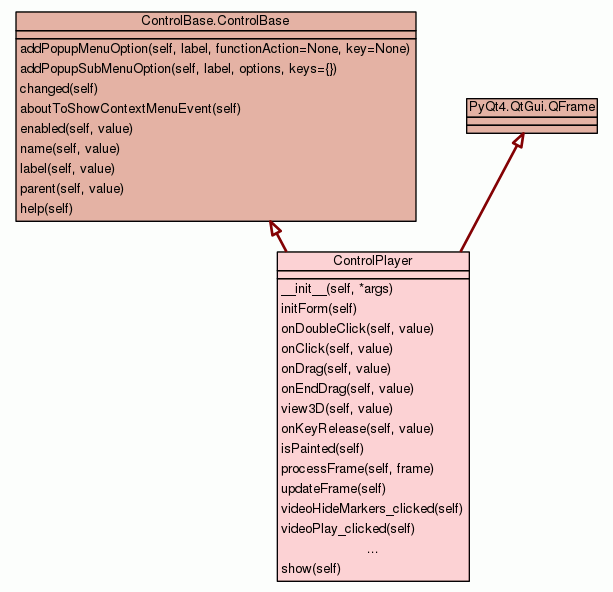 ControlBase.ControlBase
addPopupMenuOption(self, label, functionAction=None, key=None)
addPopupSubMenuOption(self, label, options, keys={})
changed(self)
aboutToShowContextMenuEvent(self)
enabled(self, value)
name(self, value)
label(self, value)
parent(self, value)
help(self)
PyQt4.QtGui.QFrame
ControlPlayer
__init__(self, *args)
initForm(self)
onDoubleClick(self, value)
onClick(self, value)
onDrag(self, value)
onEndDrag(self, value)
view3D(self, value)
onKeyRelease(self, value)
isPainted(self)
processFrame(self, frame)
updateFrame(self)
videoHideMarkers_clicked(self)
videoPlay_clicked(self)
...
show(self)